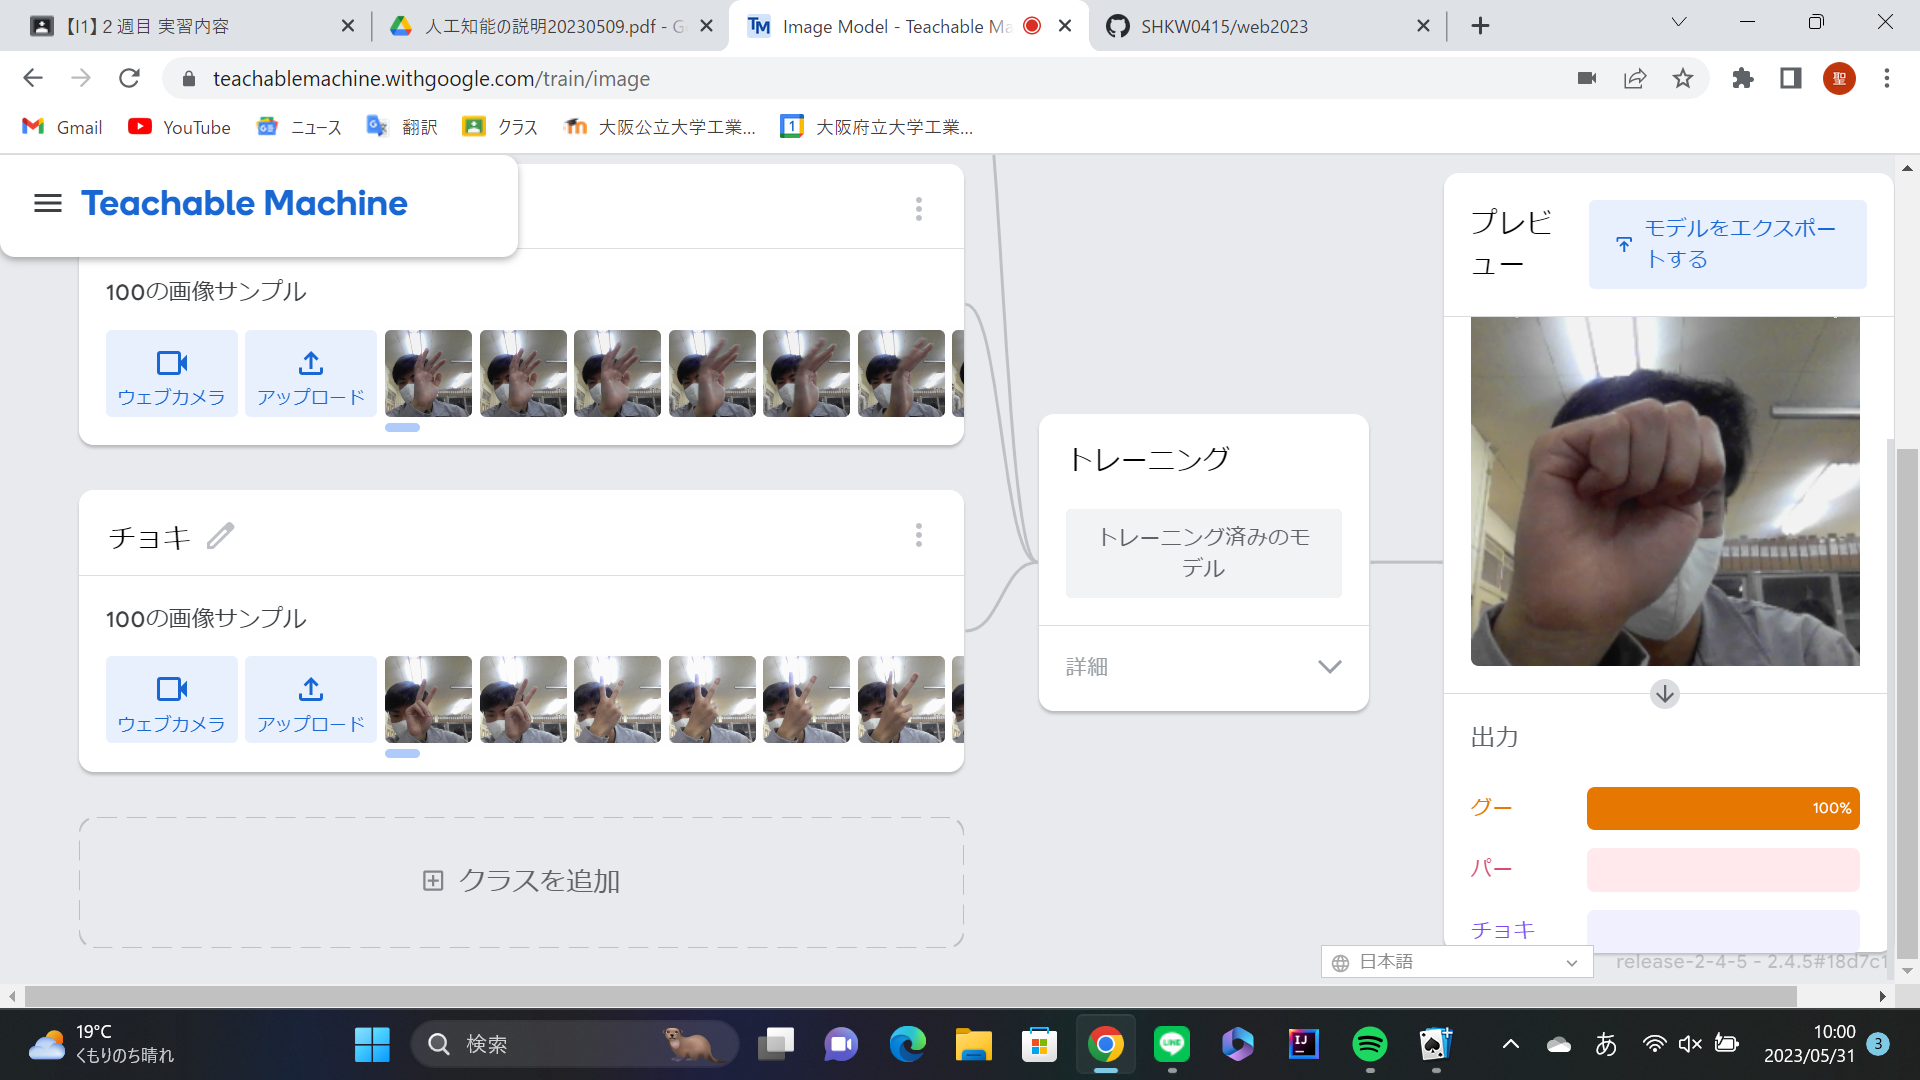 【I1】２週目 実習内容
人工知能の説明20230509.pdf - G
Image Model - Teachable Ma
SHKW0415/web2023
teachablemachine.withgoogle.com/train/image
聖
Gmail
YouTube
ニュース
翻訳
クラス
大阪公立大学工業...
1
大阪府立大学工業...
Teachable Machine
100の画像サンプル
ウェブカメラ
アップロード
チョキ
100の画像サンプル
ウェブカメラ
アップロード
クラスを追加
トレーニング
トレーニング済みのモ
デル
詳細
プレビ
ュー
モデルをエクスポー
トする
出力
グー
100%
パー
チョキ
日本語
release-2-4-5 - 2.4.5#18d7c1
19°C
くもりのち晴れ
検索
LINE
IJ
あ
10:00
2023/05/31
3